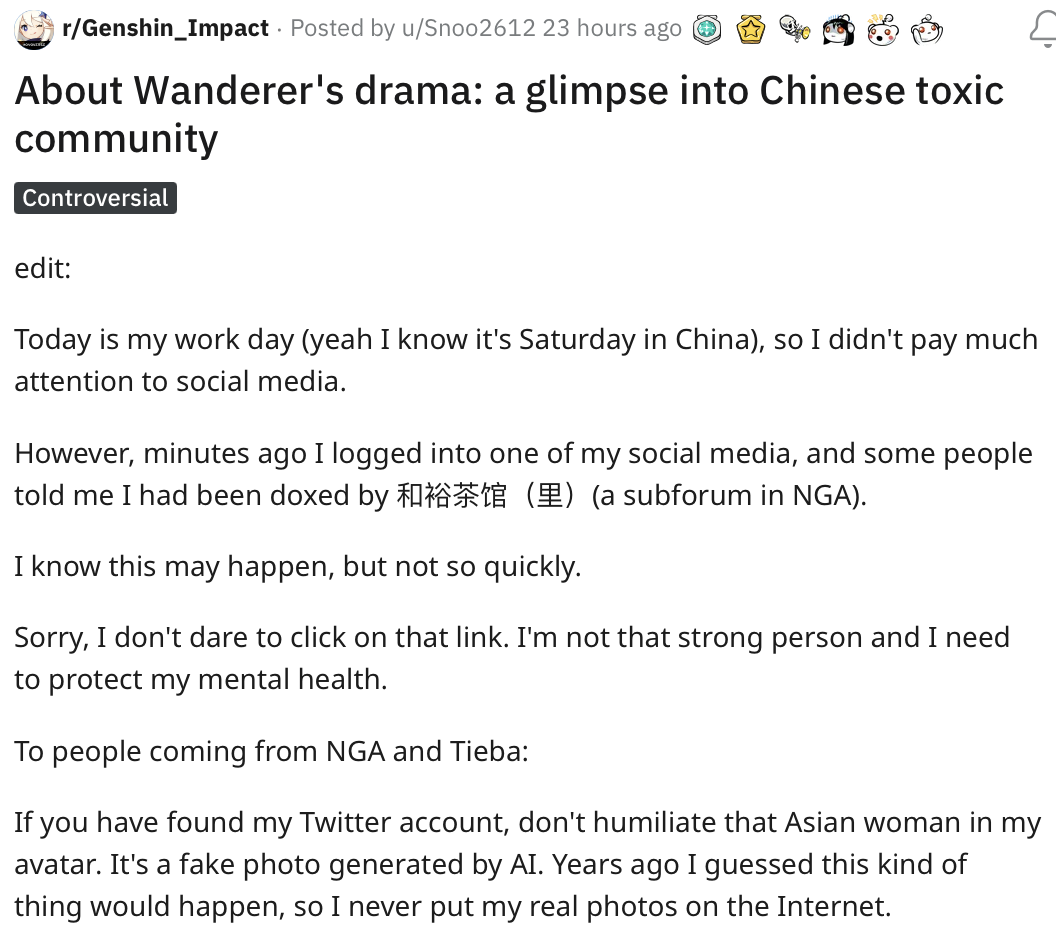 r/Genshin_Impact · Posted by u/Snoo2612 23 hours ago
About Wanderer's drama: a glimpse into Chinese toxic
community
Controversial
edit:
Today is my work day (yeah I know it's Saturday in China), so I didn't pay much
attention to social media.
However, minutes ago I logged into one of my social media, and some people
told me I had been doxed by 和裕茶馆（里）(a subforum in NGA).
I know this may happen, but not so quickly.
Sorry, I don't dare to click on that link. I'm not that strong person and I need
to protect my mental health.
To people coming from NGA and Tieba:
If you have found my Twitter account, don't humiliate that Asian woman in my
avatar. It's a fake photo generated by AI. Years ago I guessed this kind of
thing would happen, so I never put my real photos on the Internet.